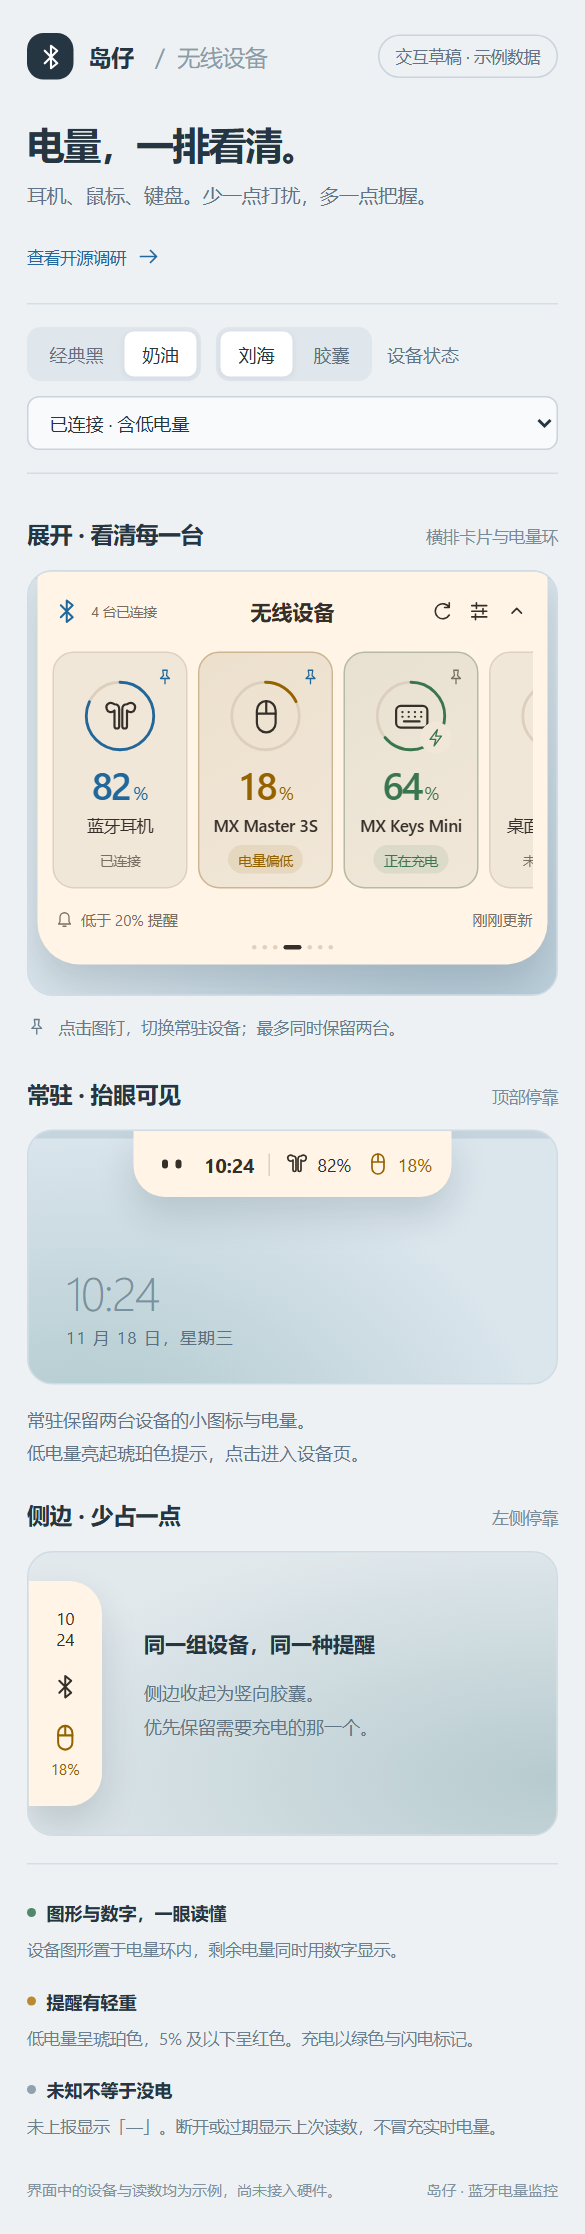 岛仔 / 无线设备
交互草稿 · 示例数据
电量，一排看清。
耳机、鼠标、键盘。少一点打扰，多一点把握。
查看开源调研 →
经典黑 奶油 刘海 胶囊 设备状态
已连接 · 含低电量
展开 · 看清每一台
横排卡片与电量环
4 台已连接
无线设备
82%
蓝牙耳机
已连接
18%
MX Master 3S
电量偏低
64%
MX Keys Mini
正在充电
桌面
未
低于 20% 提醒
刚刚更新
点击图钉，切换常驻设备；最多同时保留两台。
常驻 · 抬眼可见
顶部停靠
10:24 82% 18%
10:24
11 月 18 日，星期三
常驻保留两台设备的小图标与电量。
低电量亮起琥珀色提示，点击进入设备页。
侧边 · 少占一点
左侧停靠
10
24
18%
同一组设备，同一种提醒
侧边收起为竖向胶囊。
优先保留需要充电的那一个。
图形与数字，一眼读懂
设备图形置于电量环内，剩余电量同时用数字显示。
提醒有轻重
低电量呈琥珀色，5% 及以下呈红色。充电以绿色与闪电标记。
未知不等于没电
未上报显示「—」。断开或过期显示上次读数，不冒充实时电量。
界面中的设备与读数均为示例，尚未接入硬件。
岛仔 · 蓝牙电量监控